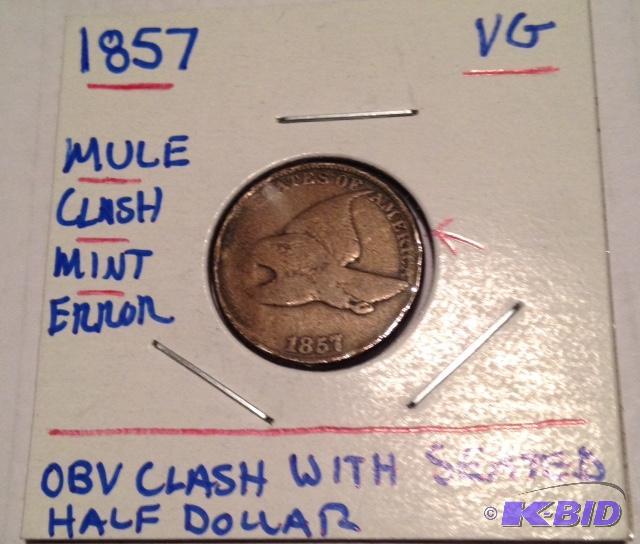 1857
VG
MULE
CLASH
MINT
ERROR
STATES OF AMERICA
1857
OBV CLASH WITH SEATED
HALF DOLLAR
© K-BID